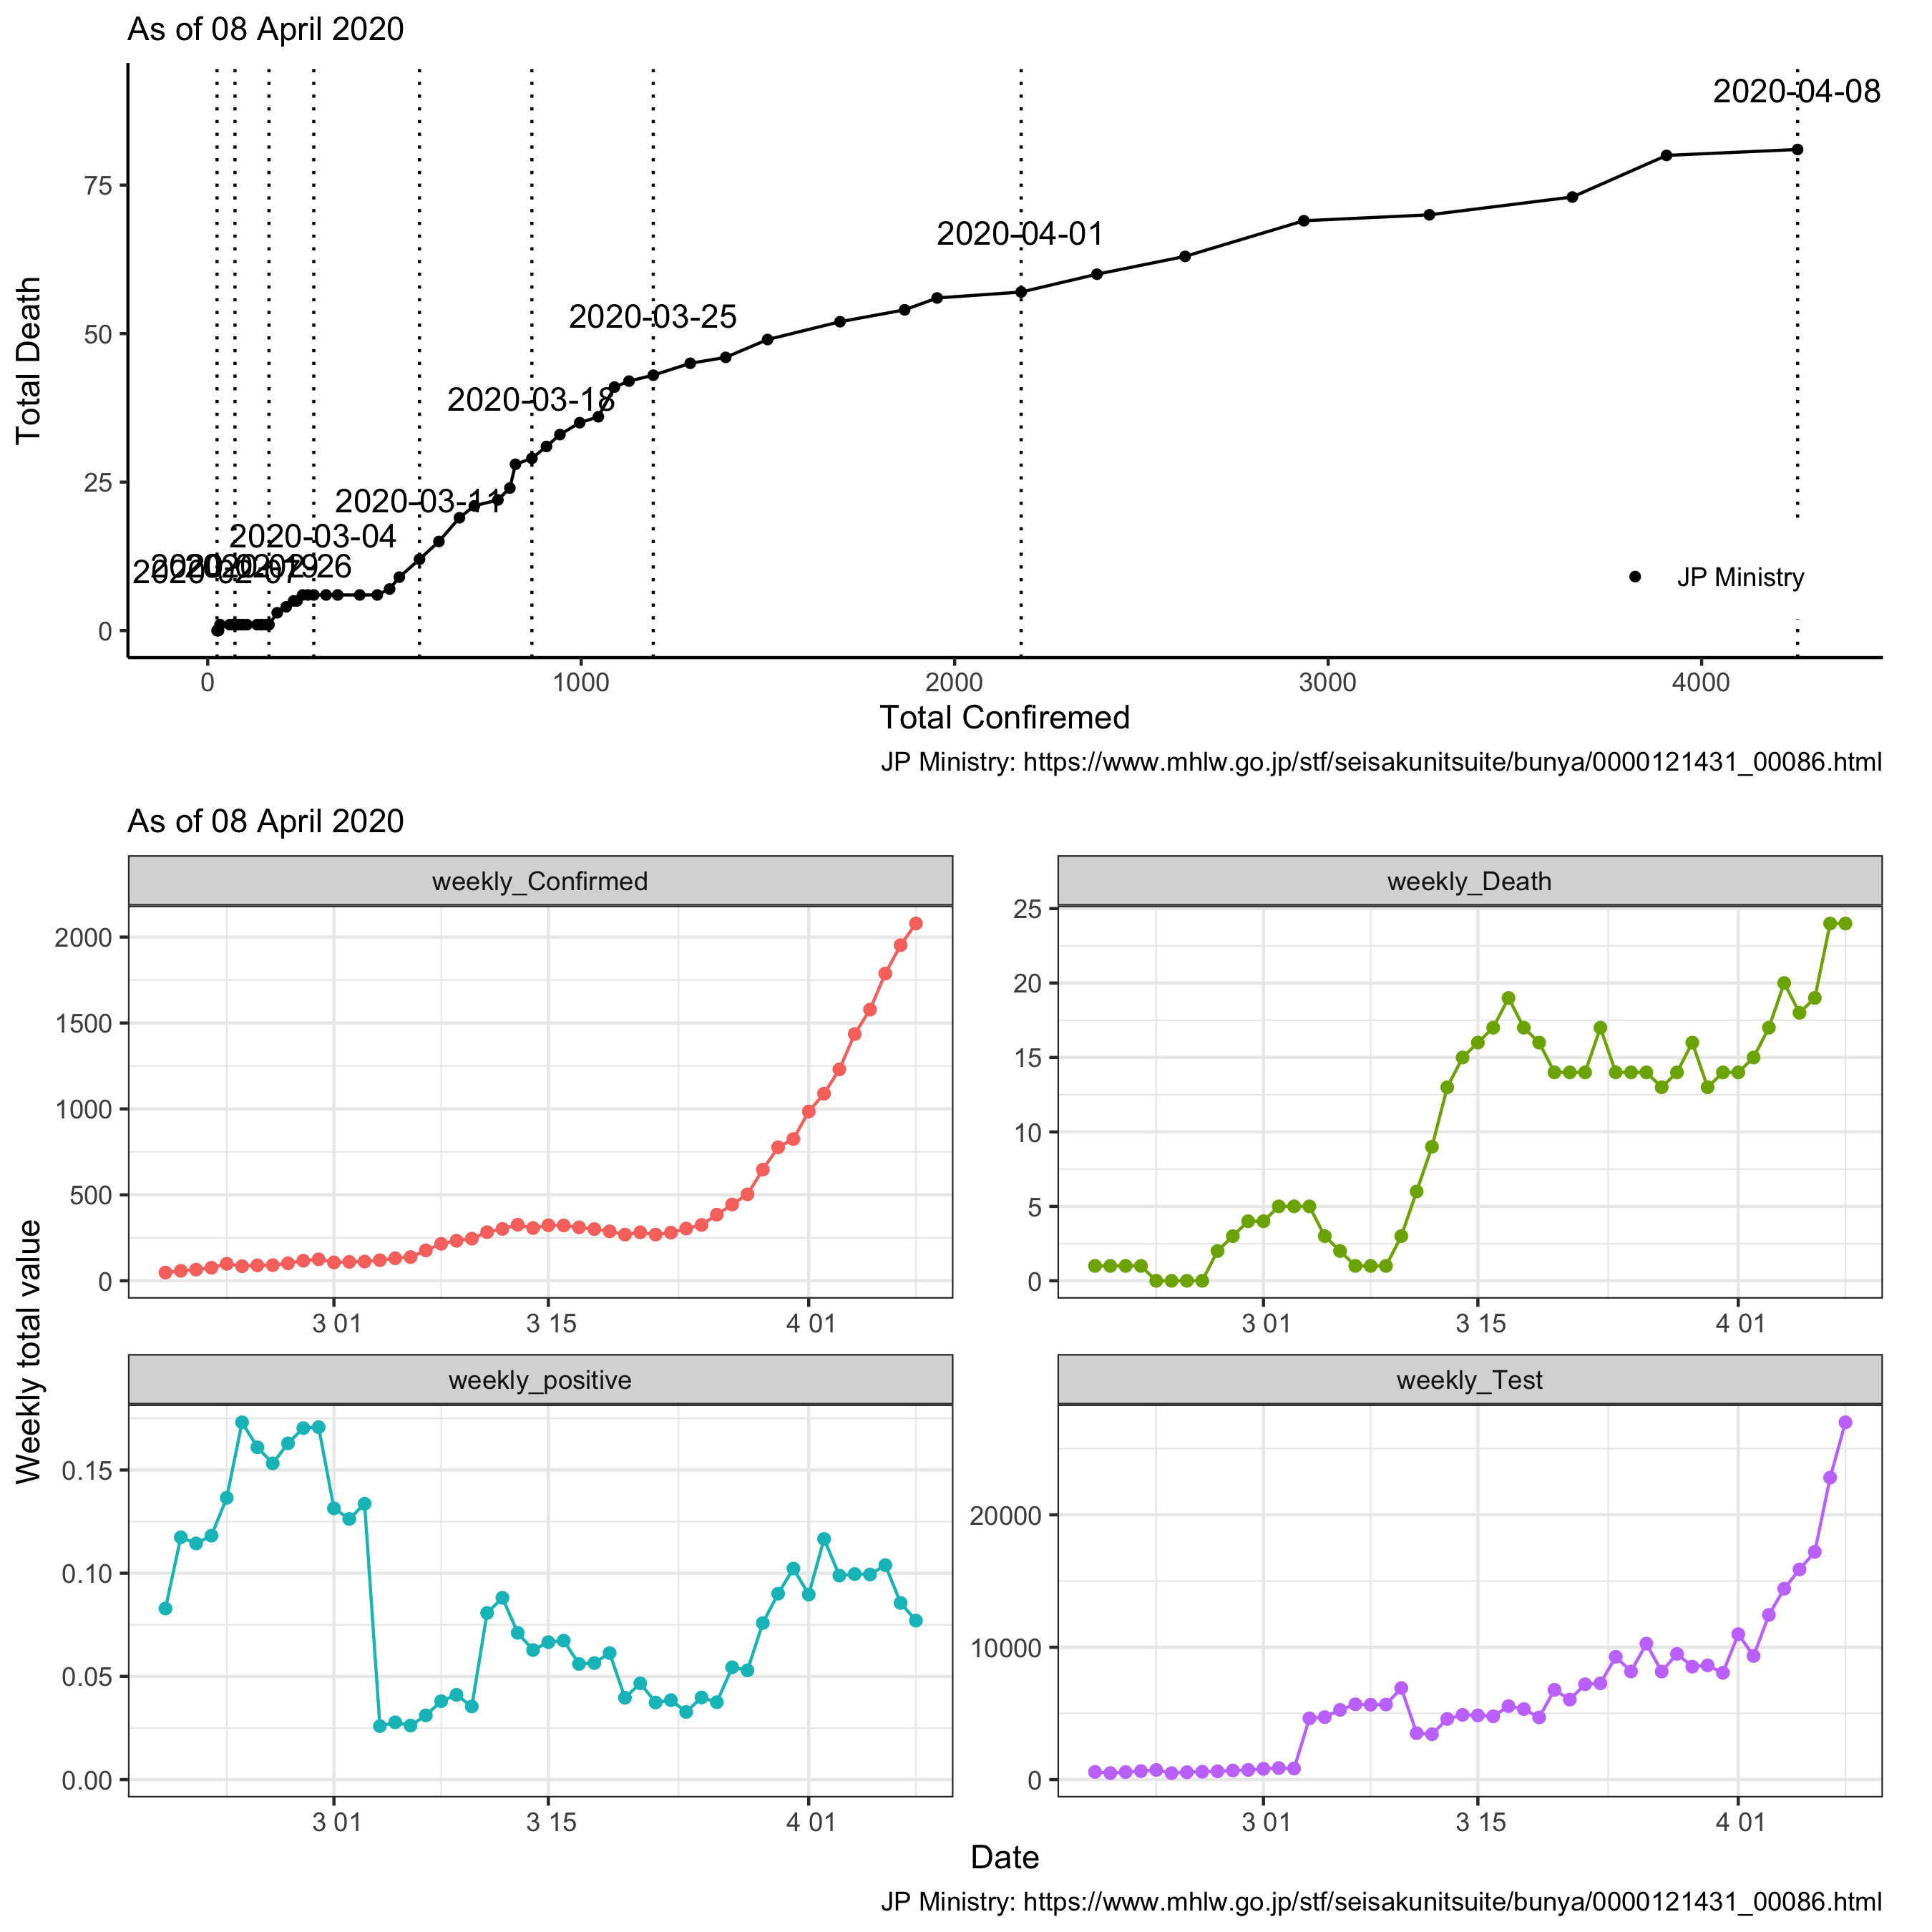 As of 08 April 2020
Total Death
75
50
25
0
2020-04-08
2020-04-01
2020-03-25
2020-03-18
2020-03-11
2020-03-04
JP Ministry
0 1000 2000 3000 4000
Total Confiremed
JP Ministry: https://www.mhlw.go.jp/stf/seisakunitsuite/bunya/0000121431_00086.html
As of 08 April 2020
Weekly total value
weekly_Confirmed
2000
1500
1000
500
0
3 01 3 15 4 01
weekly_Death
25
20
15
10
5
0
3 01 3 15 4 01
weekly_positive
0.15
0.10
0.05
0.00
3 01 3 15 4 01
weekly_Test
20000
10000
0
3 01 3 15 4 01
Date
JP Ministry: https://www.mhlw.go.jp/stf/seisakunitsuite/bunya/0000121431_00086.html